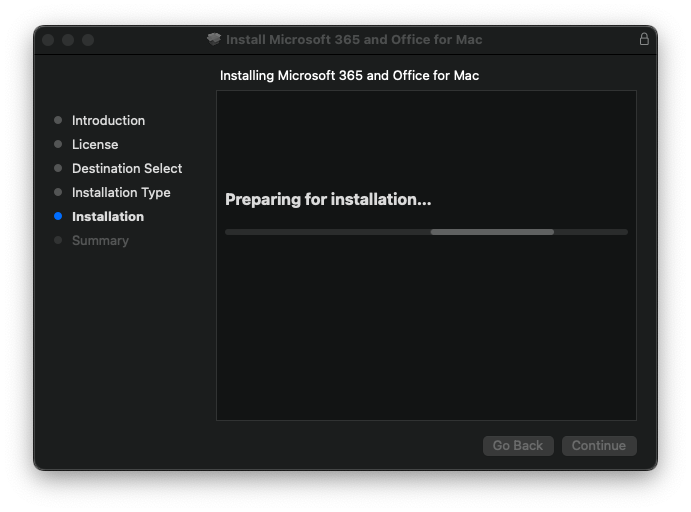 Install Microsoft 365 and Office for Mac
Installing Microsoft 365 and Office for Mac
Introduction
License
Destination Select
Installation Type
Installation
Summary
Preparing for installation...
Go Back
Continue